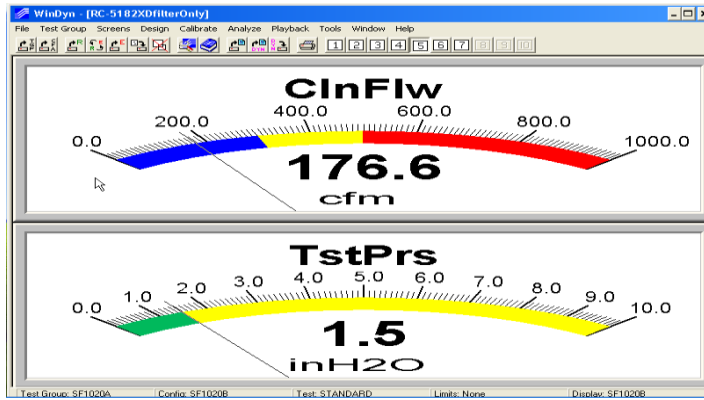 WinDyn - [RC-5182XDfilterOnly]
File Test Group Screens Design Calibrate Analyze Playback Tools Window Help
1 2 3 4 5 6 7 8 9 10
ClnFlw
0.0 200.0 400.0 600.0 800.0 1000.0
176.6
cfm
TstPrs
0.0 1.0 2.0 3.0 4.0 5.0 6.0 7.0 8.0 9.0 10.0
1.5
inH2O
Test Group: SF1020A Config: SF1020B Test: STANDARD Limits: None Display: SF1020B